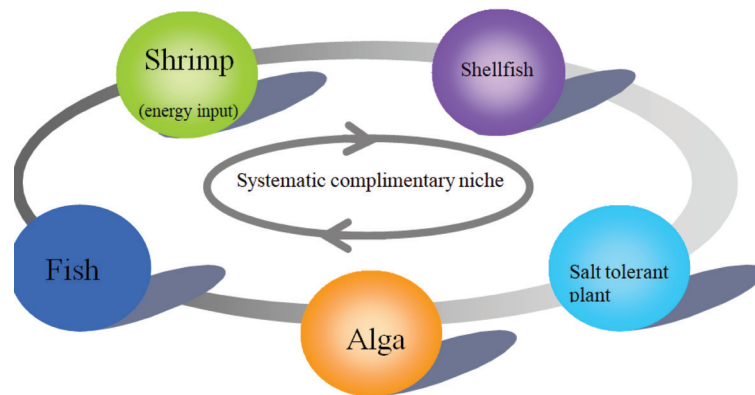 Shrimp
(energy input)
Shellfish
Systematic complimentary niche
Fish
Salt tolerant
plant
Alga